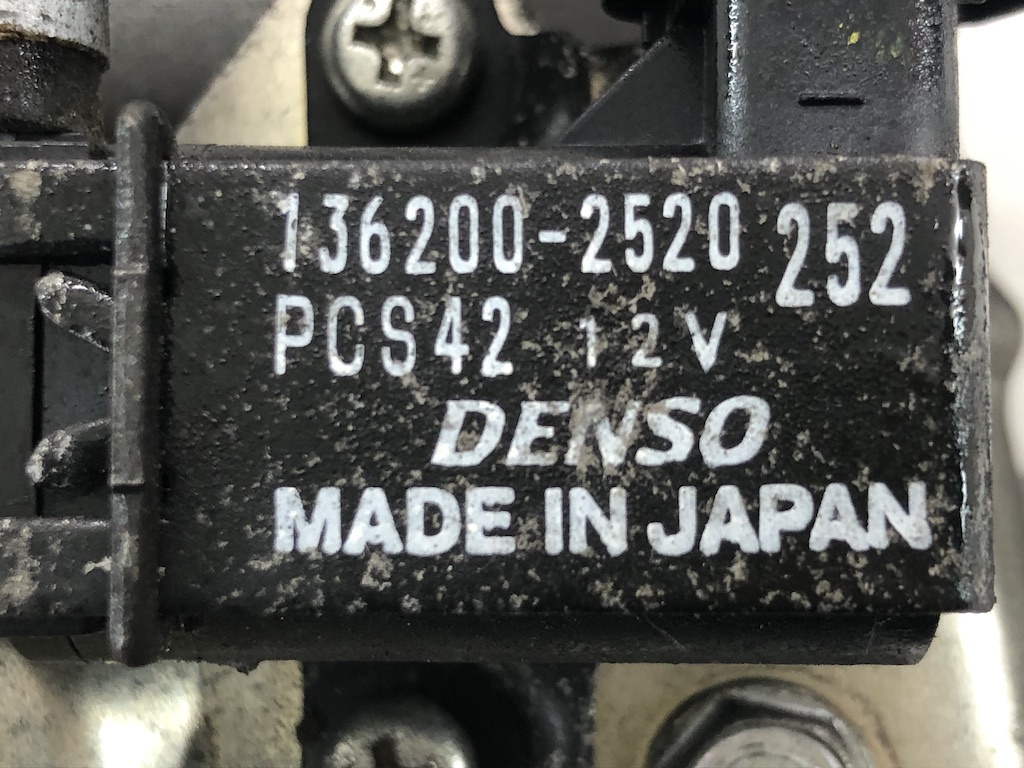 136200-2520 252
PCS42 12V
DENSO
MADE IN JAPAN